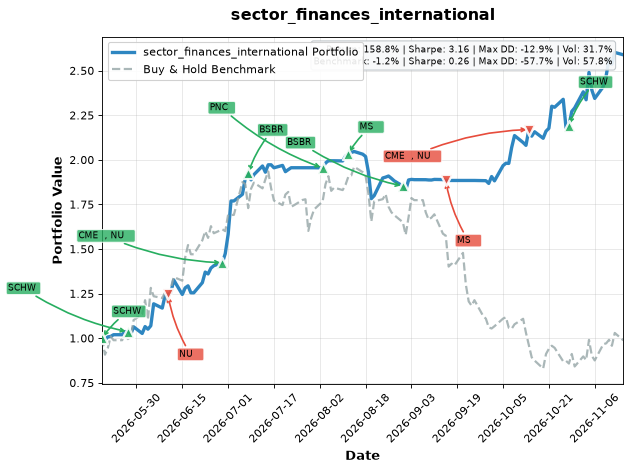 sector_finances_international
sector_finances_international Portfolio
Buy & Hold Benchmark
158.8% | Sharpe: 3.16 | Max DD: -12.9% | Vol: 31.7%
-1.2% | Sharpe: 0.26 | Max DD: -57.7% | Vol: 57.8%
SCHW
PNC
MS
BSBR
BSBR
CME , NU
CME , NU
MS
SCHW
SCHW
NU
Portfolio Value
2.50
2.25
2.00
1.75
1.50
1.25
1.00
0.75
2026-05-30
2026-06-15
2026-07-01
2026-07-17
2026-08-02
2026-08-18
2026-09-03
2026-09-19
2026-10-05
2026-10-21
2026-11-06
Date